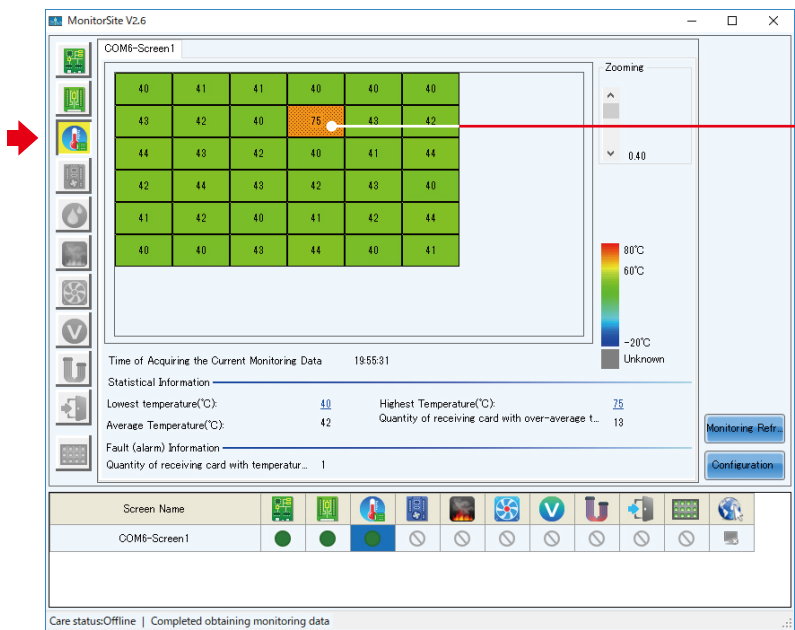 MonitorSite V2.6
COM6-Screen1
40 41 41 40 40 40
43 42 40 75 43 42
44 43 42 40 41 44
42 44 43 42 43 40
41 42 40 41 42 44
40 40 43 44 40 41
Zooming
0.40
80℃
60℃
-20℃
Unknown
Time of Acquiring the Current Monitoring Data 19:55:31
Statistical Information
Lowest temperature(℃): 40 Highest Temperature(℃): 75
Average Temperature(℃): 42 Quantity of receiving card with over-average t... 13
Fault (alarm) Information
Quantity of receiving card with temperatur... 1
Monitoring Refr...
Configuration
Screen Name
COM6-Screen1
Care status:Offline | Completed obtaining monitoring data